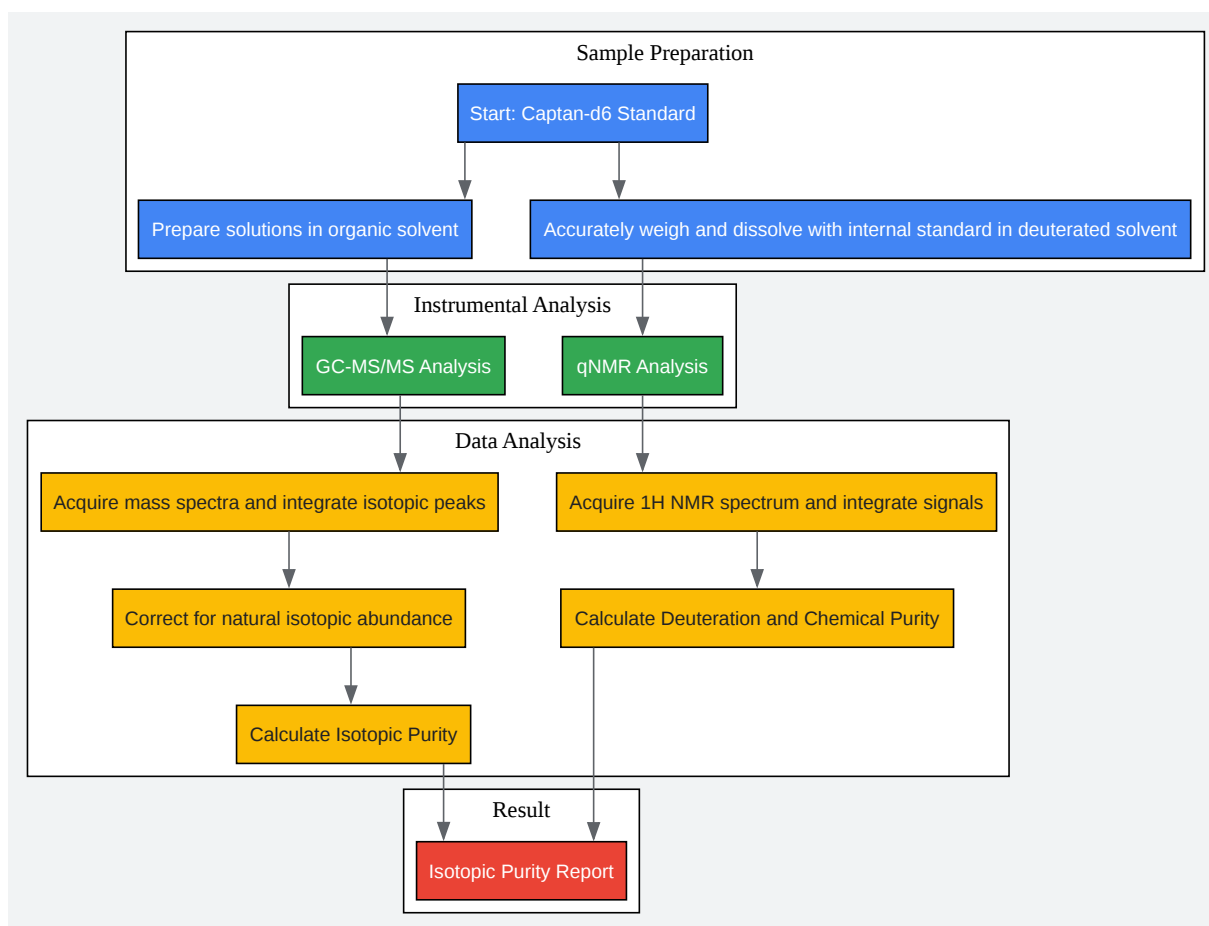 Sample Preparation
Start: Captan-d6 Standard
Prepare solutions in organic solvent
Accurately weigh and dissolve with internal standard in deuterated solvent
Instrumental Analysis
GC-MS/MS Analysis
qNMR Analysis
Data Analysis
Acquire mass spectra and integrate isotopic peaks
Acquire 1H NMR spectrum and integrate signals
Correct for natural isotopic abundance
Calculate Deuteration and Chemical Purity
Calculate Isotopic Purity
Result
Isotopic Purity Report